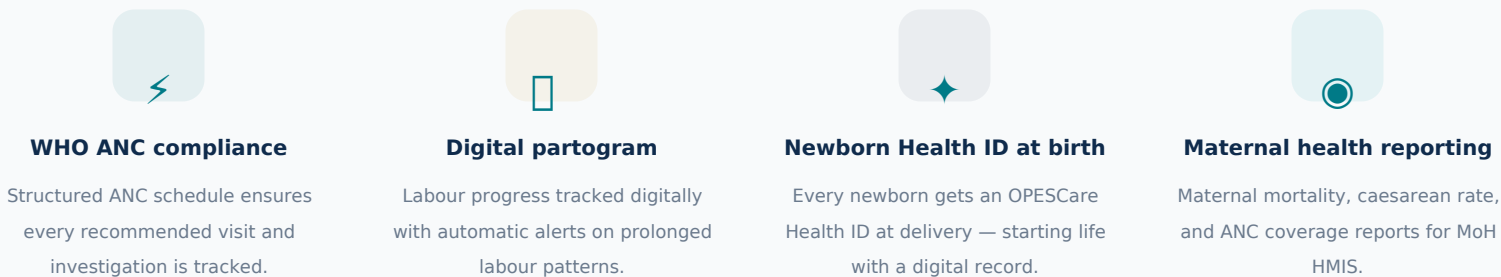 WHO ANC compliance
Structured ANC schedule ensures
every recommended visit and
investigation is tracked.
Digital partogram
Labour progress tracked digitally
with automatic alerts on prolonged
labour patterns.
Newborn Health ID at birth
Every newborn gets an OPESCare
Health ID at delivery — starting life
with a digital record.
Maternal health reporting
Maternal mortality, caesarean rate,
and ANC coverage reports for MoH
HMIS.